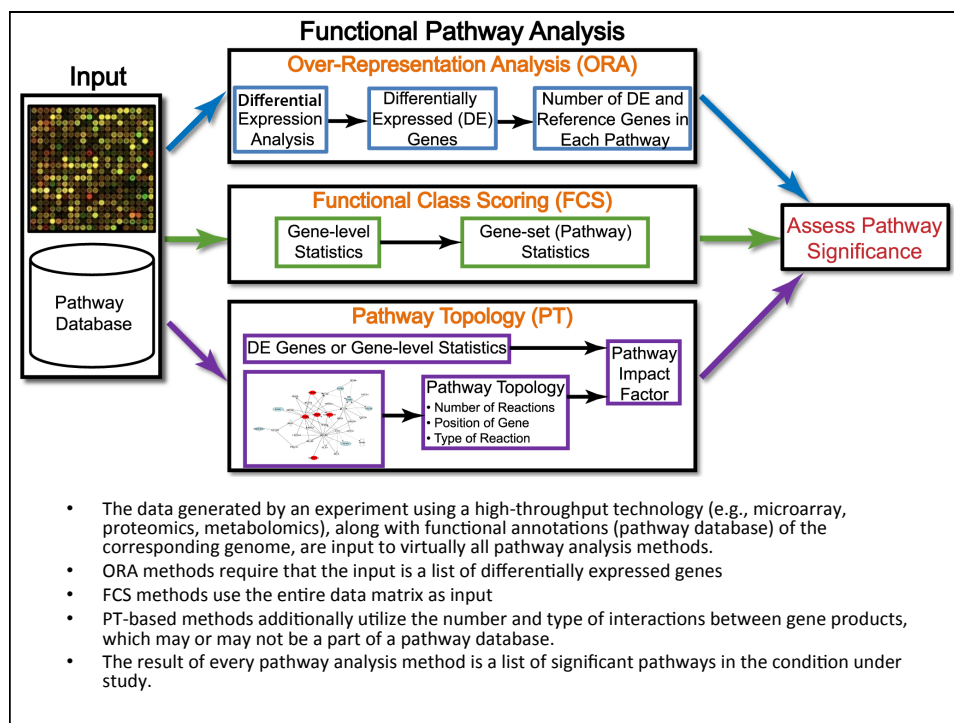 Functional Pathway Analysis
Input
Pathway
Database
Over-Representation Analysis (ORA)
Differential
Expression
Analysis
Differentially
Expressed (DE)
Genes
Number of DE and
Reference Genes in
Each Pathway
Functional Class Scoring (FCS)
Gene-level
Statistics
Gene-set (Pathway)
Statistics
Pathway Topology (PT)
DE Genes or Gene-level Statistics
Pathway Topology
• Number of Reactions
• Position of Gene
• Type of Reaction
Pathway
Impact
Factor
Assess Pathway
Significance
• The data generated by an experiment using a high-throughput technology (e.g., microarray,
proteomics, metabolomics), along with functional annotations (pathway database) of
the corresponding genome, are input to virtually all pathway analysis methods.
• ORA methods require that the input is a list of differentially expressed genes
• FCS methods use the entire data matrix as input
• PT-based methods additionally utilize the number and type of interactions between gene products,
which may or may not be a part of a pathway database.
• The result of every pathway analysis method is a list of significant pathways in the condition under
study.